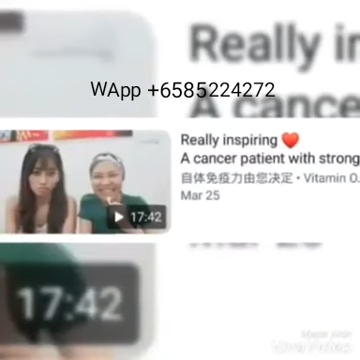 Really in
WApp +6585224272
A cance
Really inspiring ❤️
A cancer patient with strong
自体免疫力由您决定 • Vitamin O.
Mar 25
17:42
17:42